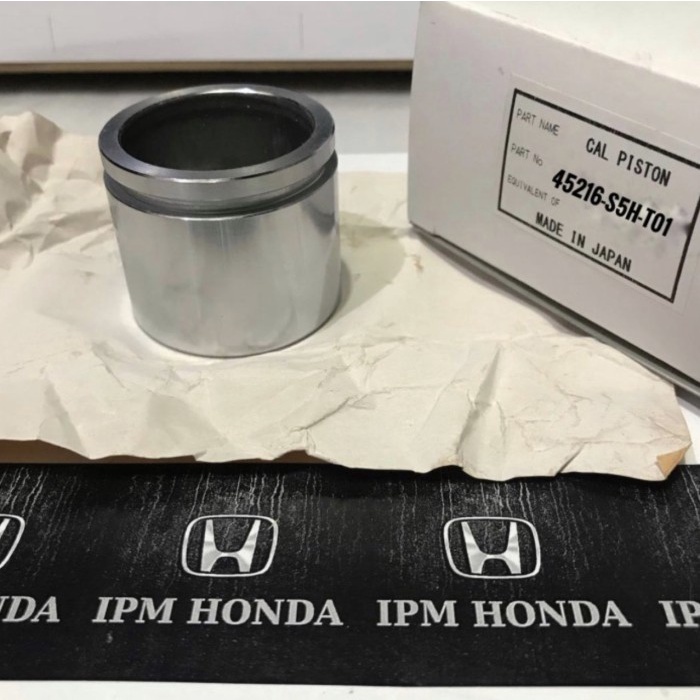 PART NAME CAL PISTON
PART No 45216-S5H-T01
EQUIVALENT OF
MADE IN JAPAN
NDA IPM HONDA IPM HONDA IP